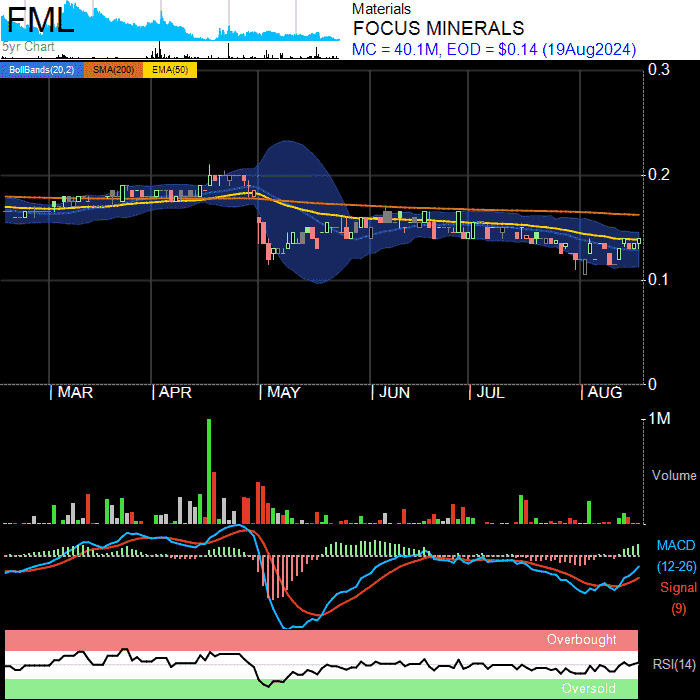 FML
5yr Chart
Materials
FOCUS MINERALS
MC = 40.1M, EOD = $0.14 (19Aug2024)
BollBands(20,2) SMA(200) EMA(50)
0.3
0.2
0.1
0
MAR APR MAY JUN JUL AUG
1M
Volume
MACD
(12-26)
Signal
(9)
Overbought
RSI(14)
Oversold